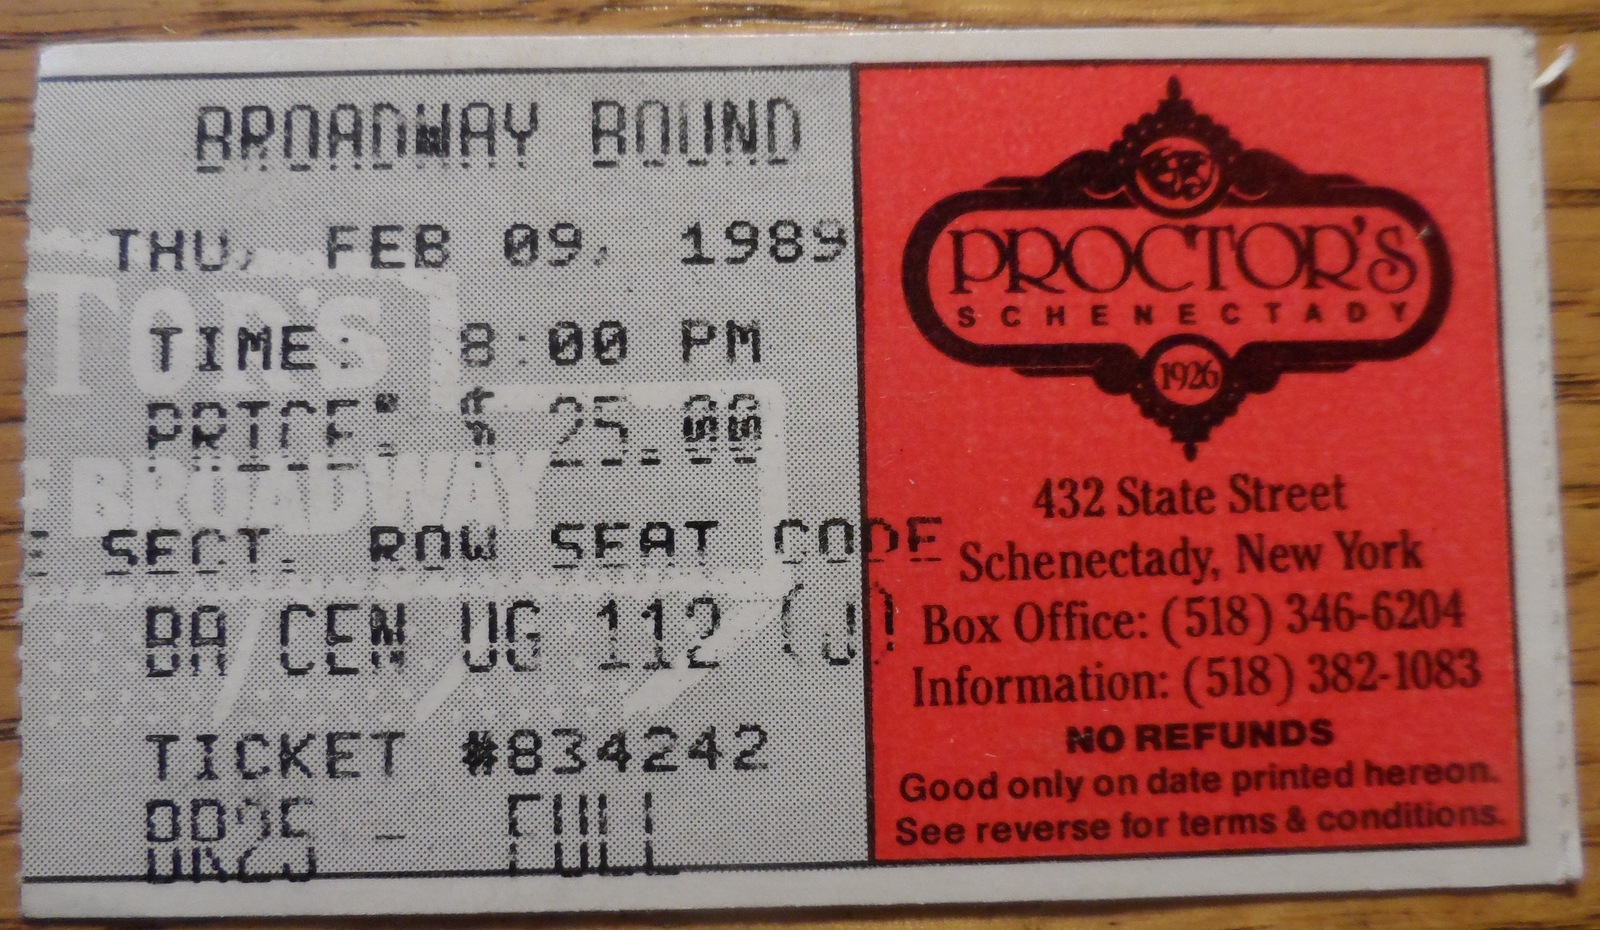 BROADWAY BOUND
THU, FEB 09, 1989
TOR'S
TIME: 8:00 PM
PRICE: $ 25.00
E BROADWAY
E SECT. ROW SEAT CODE
BA CEN UG 112 (J)
TICKET #834242
FULL
PROCTOR'S
SCHENECTADY
1926
432 State Street
Schenectady, New York
Box Office: (518) 346-6204
Information: (518) 382-1083
NO REFUNDS
Good only on date printed hereon.
See reverse for terms & conditions.